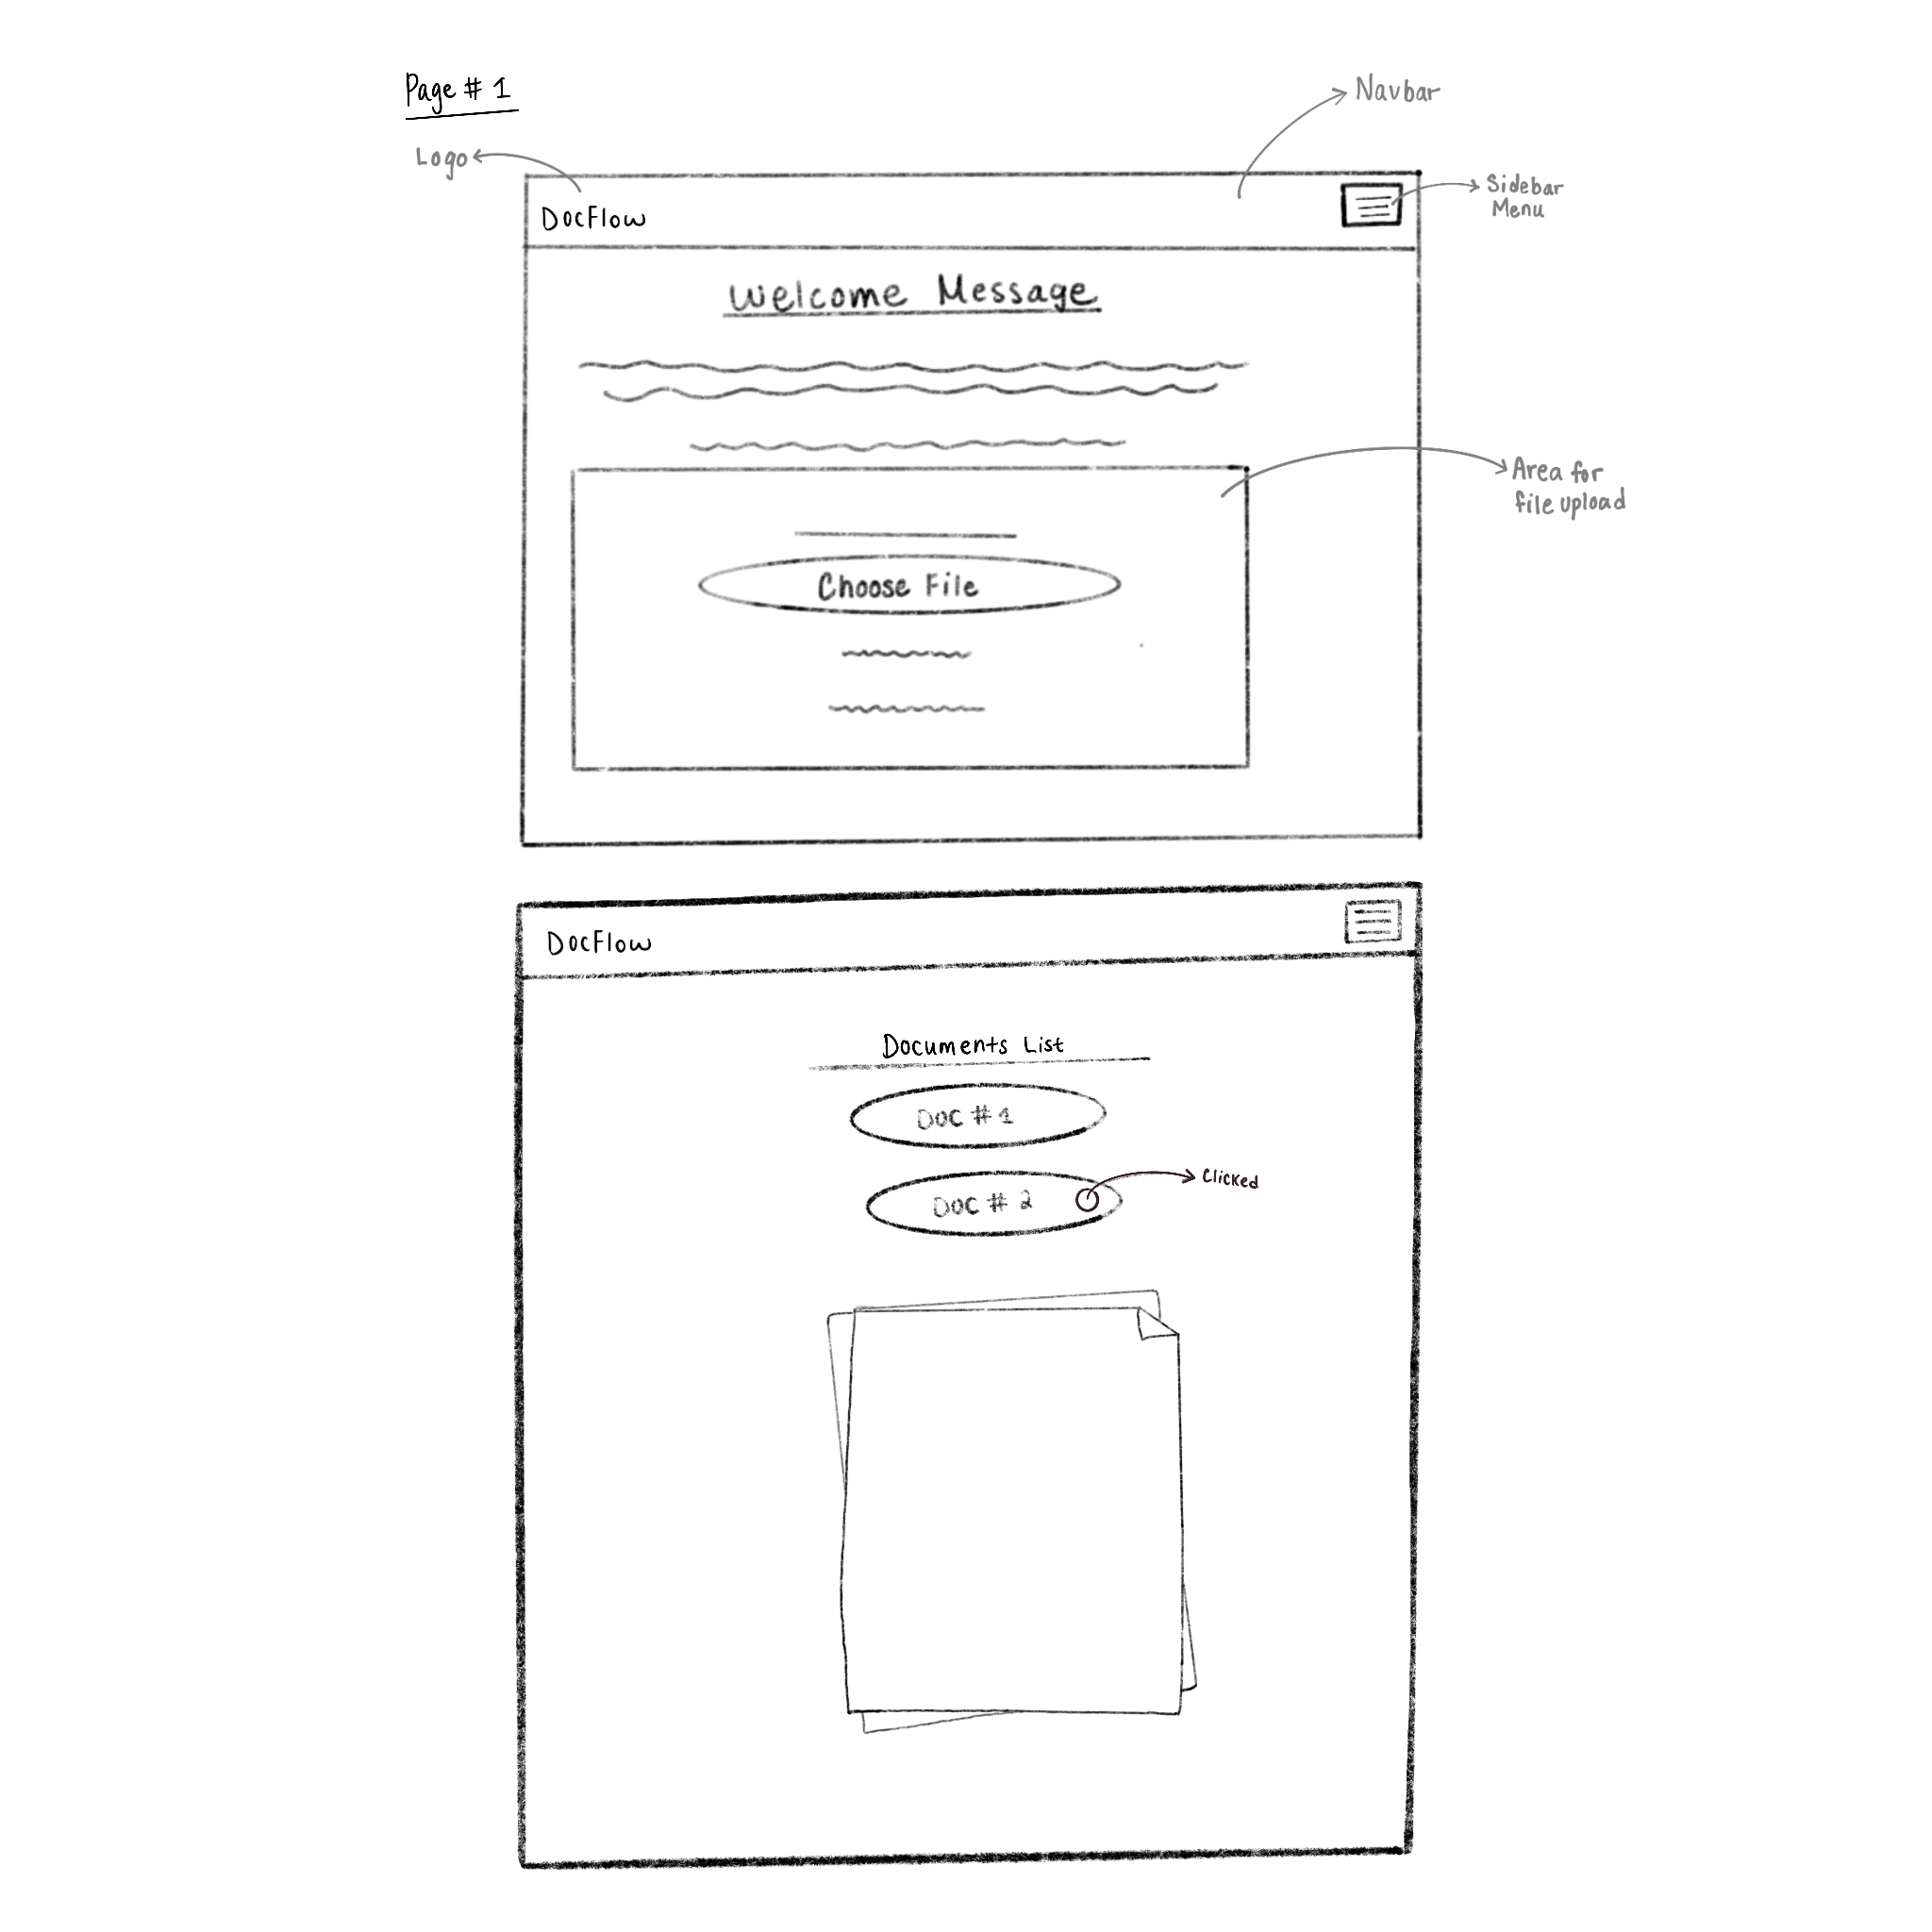 Page # 1
Navbar
Logo
Sidebar
Menu
DocFlow
Welcome Message
Area for
file upload
Choose File
DocFlow
Documents List
Doc # 1
Doc # 2
Clicked